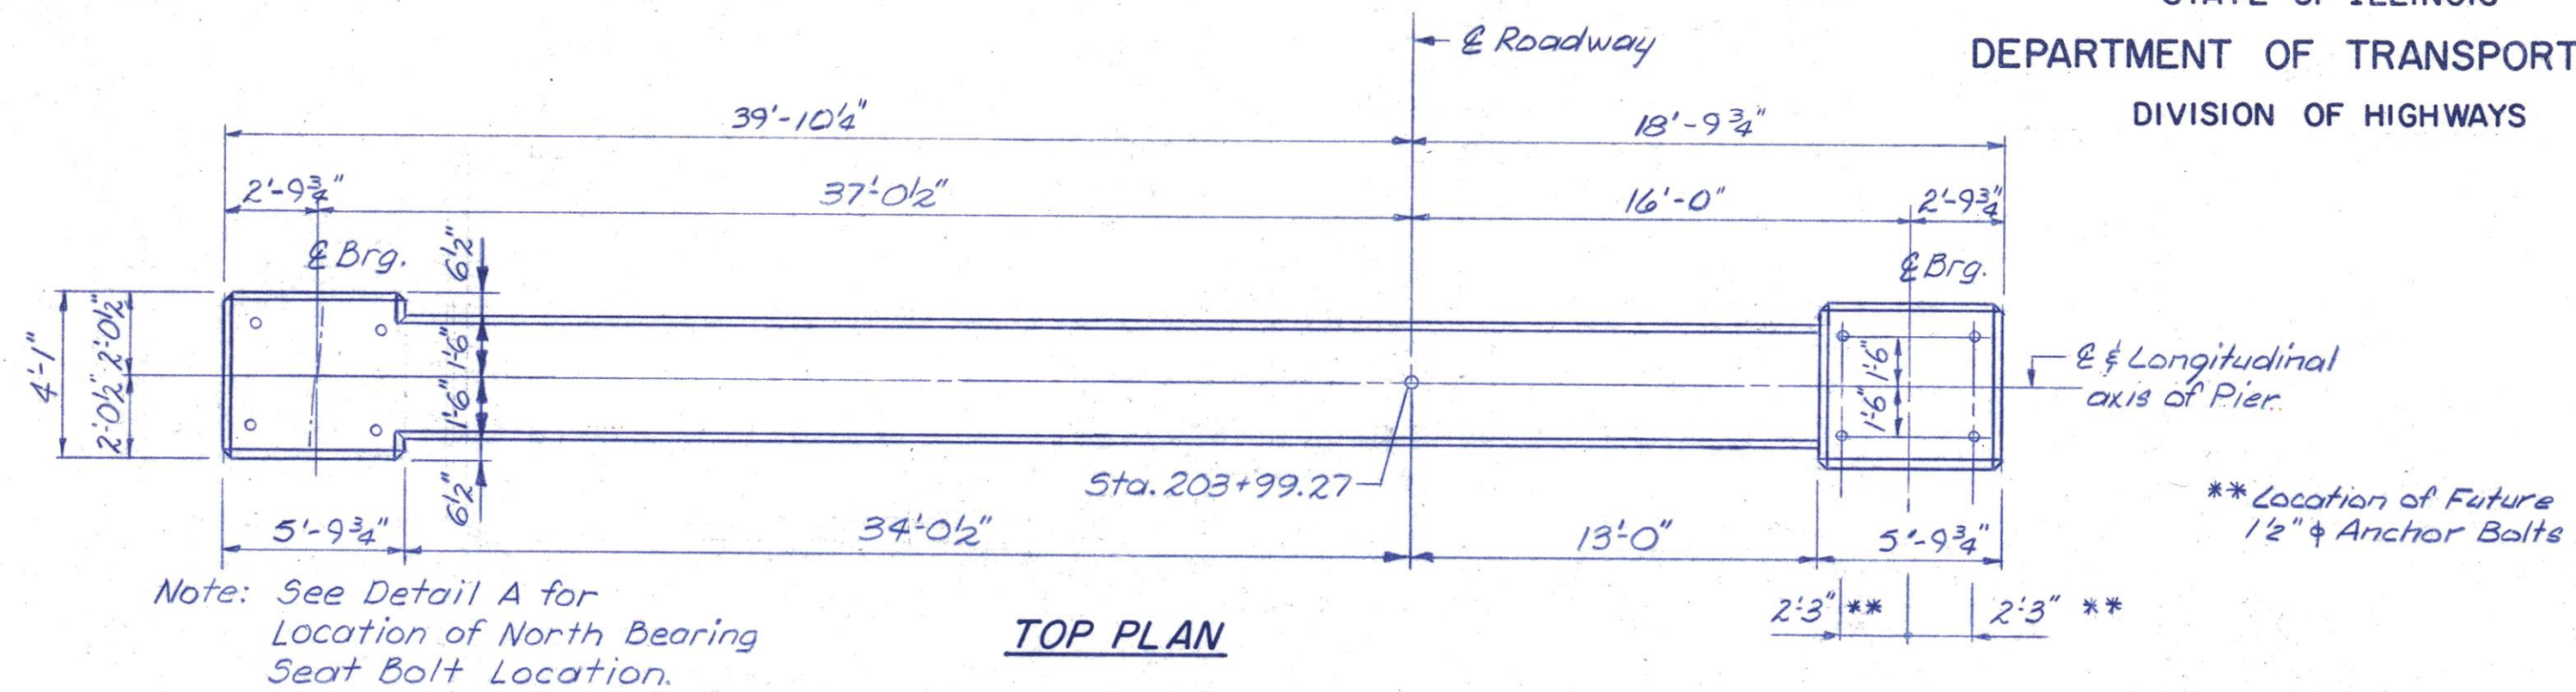 STATE OF ILLINOIS
DEPARTMENT OF TRANSPORT
DIVISION OF HIGHWAYS
℄ Roadway
39'-10¼"
18'-9¾"
2'-9¾"
37'-0½"
16'-0"
2'-9¾"
℄ Brg.
6½"
℄ Brg.
4'-1"
2'-0½"
2'-0½"
1'-6"
1'-6"
6½"
1'-6"
1'-6"
℄ & Longitudinal
axis of Pier
Sta. 203+99.27
** Location of Future
1½" ϕ Anchor Bolts
5'-9¾"
34'-0½"
13'-0"
5'-9¾"
Note: See Detail A for
Location of North Bearing
Seat Bolt Location.
TOP PLAN
2'-3" **
2'-3" **